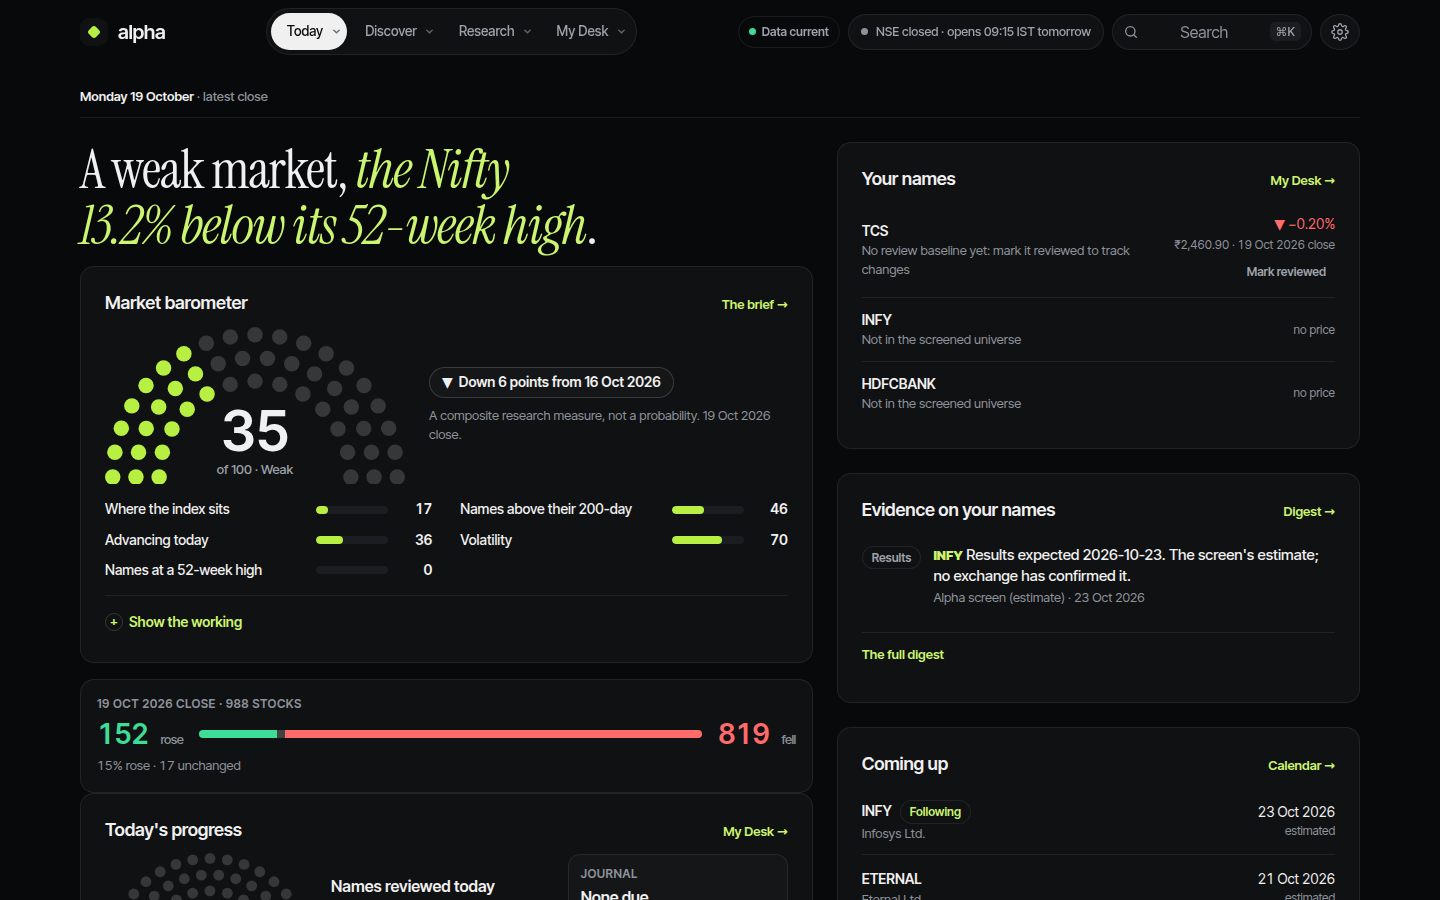 alpha
Today
Discover
Research
My Desk
Data current
NSE closed · opens 09:15 IST tomorrow
Search
⌘K
Monday 19 October · latest close
A weak market, the Nifty
13.2% below its 52-week high.
Market barometer
The brief →
35
of 100 · Weak
▼ Down 6 points from 16 Oct 2026
A composite research measure, not a probability. 19 Oct 2026
close.
Where the index sits 17
Names above their 200-day 46
Advancing today 36
Volatility 70
Names at a 52-week high 0
+ Show the working
19 OCT 2026 CLOSE · 988 STOCKS
152 rose
819 fell
15% rose · 17 unchanged
Today's progress
My Desk →
Names reviewed today
JOURNAL
None due
Your names
My Desk →
TCS
▼ −0.20%
No review baseline yet: mark it reviewed to track
changes
₹2,460.90 · 19 Oct 2026 close
Mark reviewed
INFY
Not in the screened universe
no price
HDFCBANK
Not in the screened universe
no price
Evidence on your names
Digest →
Results
INFY Results expected 2026-10-23. The screen's estimate;
no exchange has confirmed it.
Alpha screen (estimate) · 23 Oct 2026
The full digest
Coming up
Calendar →
INFY Following
23 Oct 2026
Infosys Ltd.
estimated
ETERNAL
21 Oct 2026
Eternal Ltd.
estimated